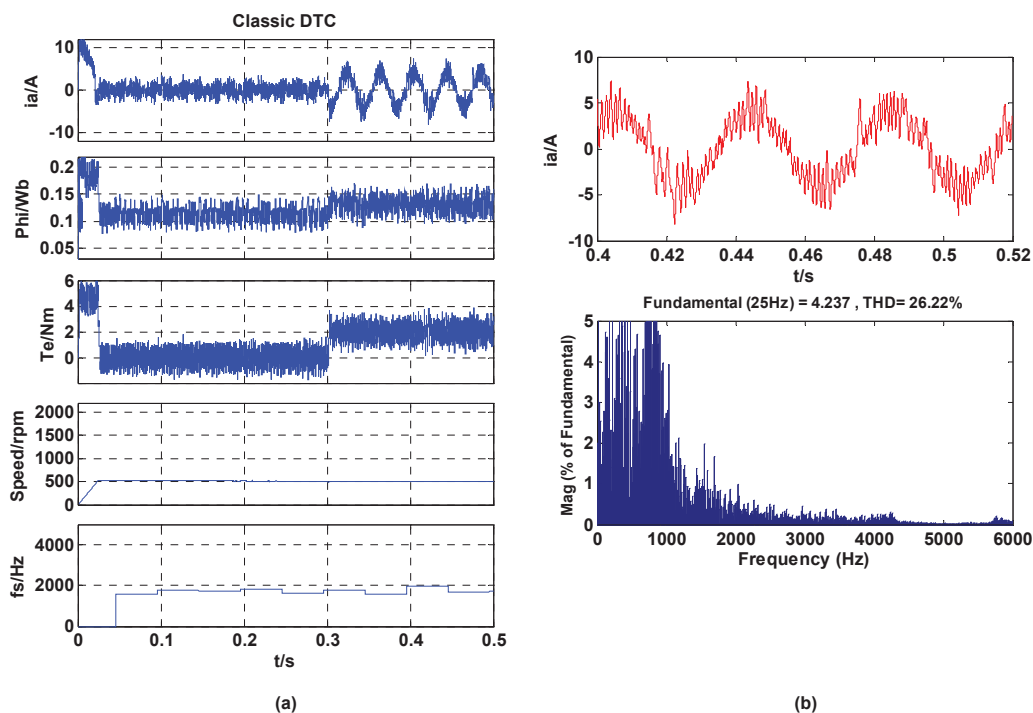 Classic DTC
ia/A
10
0
-10
Phi/Wb
0.2
0.15
0.1
0.05
Te/Nm
6
4
2
0
Speed/rpm
2000
1500
1000
500
0
fs/Hz
4000
2000
0
0 0.1 0.2 0.3 0.4 0.5
t/s
(a)
ia/A
10
5
0
-5
-10
0.4 0.42 0.44 0.46 0.48 0.5 0.52
t/s
Fundamental (25Hz) = 4.237 , THD= 26.22%
Mag (% of Fundamental)
5
4
3
2
1
0
0 1000 2000 3000 4000 5000 6000
Frequency (Hz)
(b)